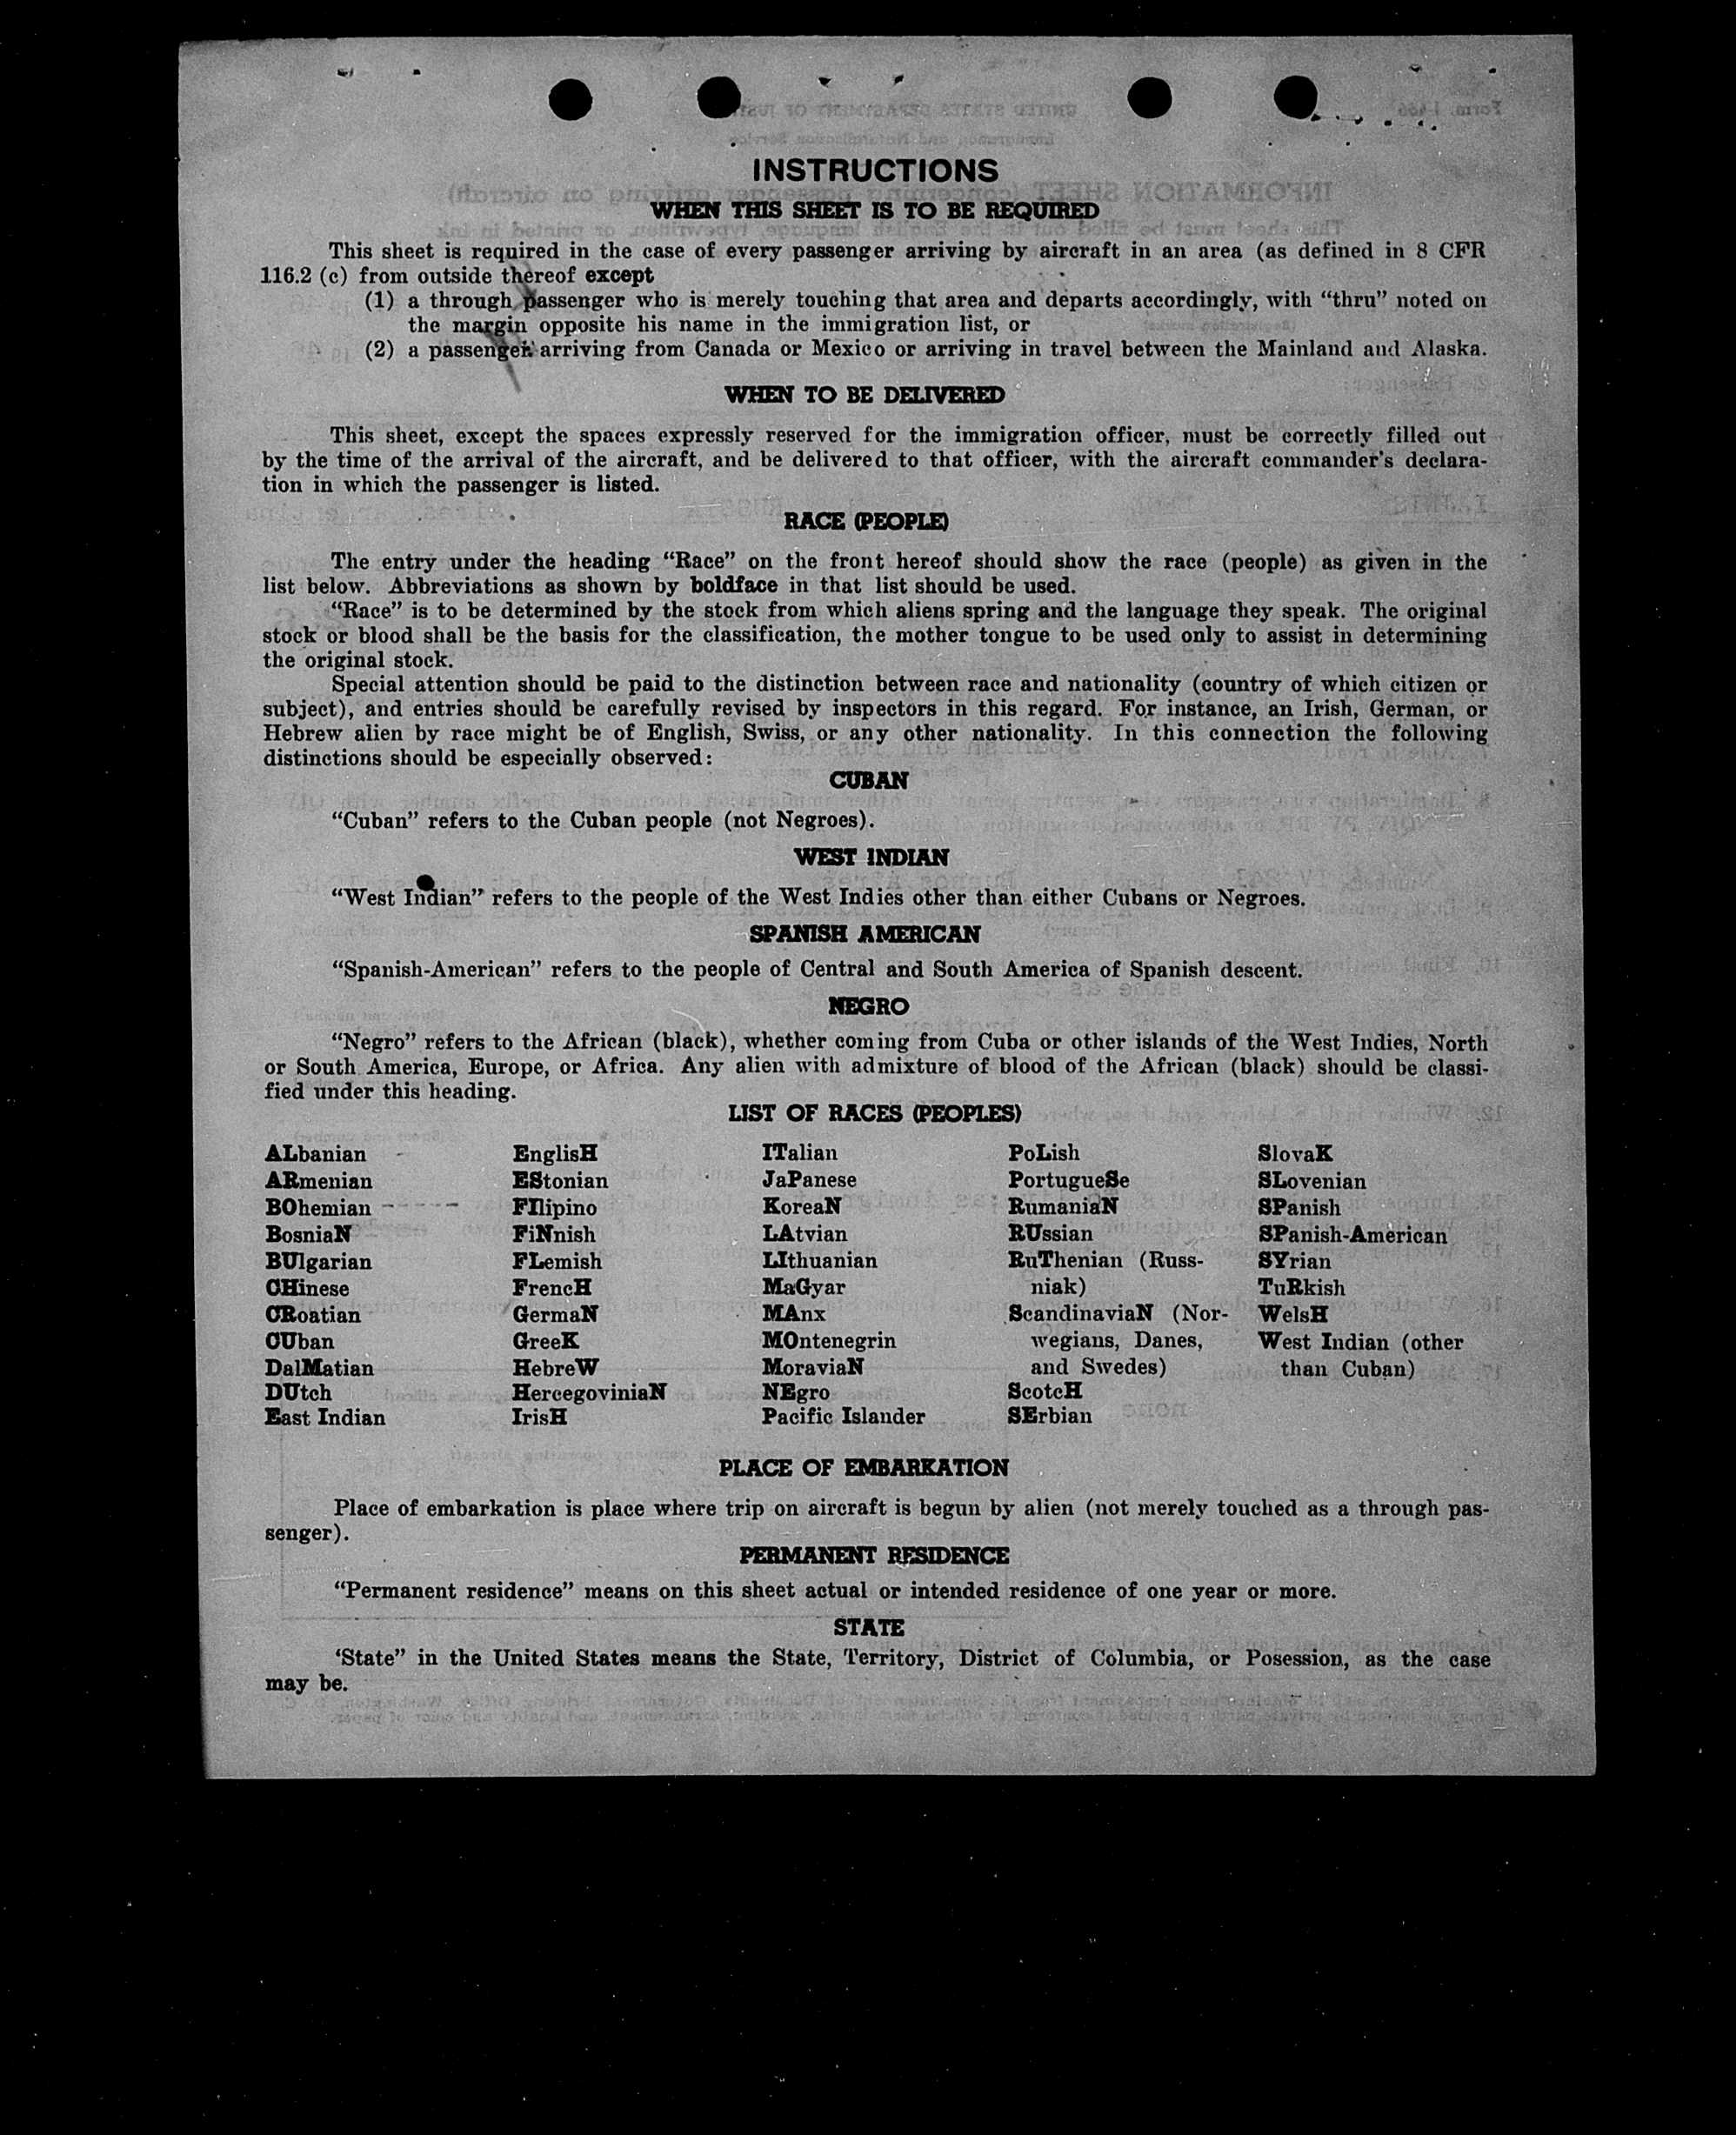 INSTRUCTIONS
WHEN THIS SHEET IS TO BE REQUIRED
This sheet is required in the case of every passenger arriving by aircraft in an area (as defined in 8 CFR
116.2 (c) from outside thereof except
(1) a through passenger who is merely touching that area and departs accordingly, with “thru” noted on
the margin opposite his name in the immigration list, or
(2) a passenger arriving from Canada or Mexico or arriving in travel between the Mainland and Alaska.
WHEN TO BE DELIVERED
This sheet, except the spaces expressly reserved for the immigration officer, must be correctly filled out
by the time of the arrival of the aircraft, and be delivered to that officer, with the aircraft commander's declara-
tion in which the passenger is listed.
RACE (PEOPLE)
The entry under the heading “Race” on the front hereof should show the race (people) as given in the
list below. Abbreviations as shown by boldface in that list should be used.
“Race” is to be determined by the stock from which aliens spring and the language they speak. The original
stock or blood shall be the basis for the classification, the mother tongue to be used only to assist in determining
the original stock.
Special attention should be paid to the distinction between race and nationality (country of which citizen or
subject), and entries should be carefully revised by inspectors in this regard. For instance, an Irish, German, or
Hebrew alien by race might be of English, Swiss, or any other nationality. In this connection the following
distinctions should be especially observed:
CUBAN
“Cuban” refers to the Cuban people (not Negroes).
WEST INDIAN
“West Indian” refers to the people of the West Indies other than either Cubans or Negroes.
SPANISH AMERICAN
“Spanish-American” refers to the people of Central and South America of Spanish descent.
NEGRO
“Negro” refers to the African (black), whether coming from Cuba or other islands of the West Indies, North
or South America, Europe, or Africa. Any alien with admixture of blood of the African (black) should be classi-
fied under this heading.
LIST OF RACES (PEOPLES)
ALbanian
ARmenian
BOhemian
BosniaN
BUlgarian
CHinese
CRoatian
CUban
DalMatian
DUtch
East Indian
EnglisH
EStonian
FIlipino
FiNnish
FLemish
FrencH
GermaN
GreeK
HebreW
HercegoviniaN
IrisH
ITalian
JaPanese
KoreaN
LAtvian
LIthuanian
MaGyar
MAnx
MOntenegrin
MoraviaN
NEgro
Pacific Islander
PoLish
PortugueSe
RumaniaN
RUssian
RuThenian (Russ-
niak)
ScandinaviaN (Nor-
wegians, Danes,
and Swedes)
ScotcH
SErbian
SlovaK
SLovenian
SPanish
SPanish-American
SYrian
TuRkish
WelsH
West Indian (other
than Cuban)
PLACE OF EMBARKATION
Place of embarkation is place where trip on aircraft is begun by alien (not merely touched as a through pas-
senger).
PERMANENT RESIDENCE
“Permanent residence” means on this sheet actual or intended residence of one year or more.
STATE
‘State” in the United States means the State, Territory, District of Columbia, or Posession, as the case
may be.